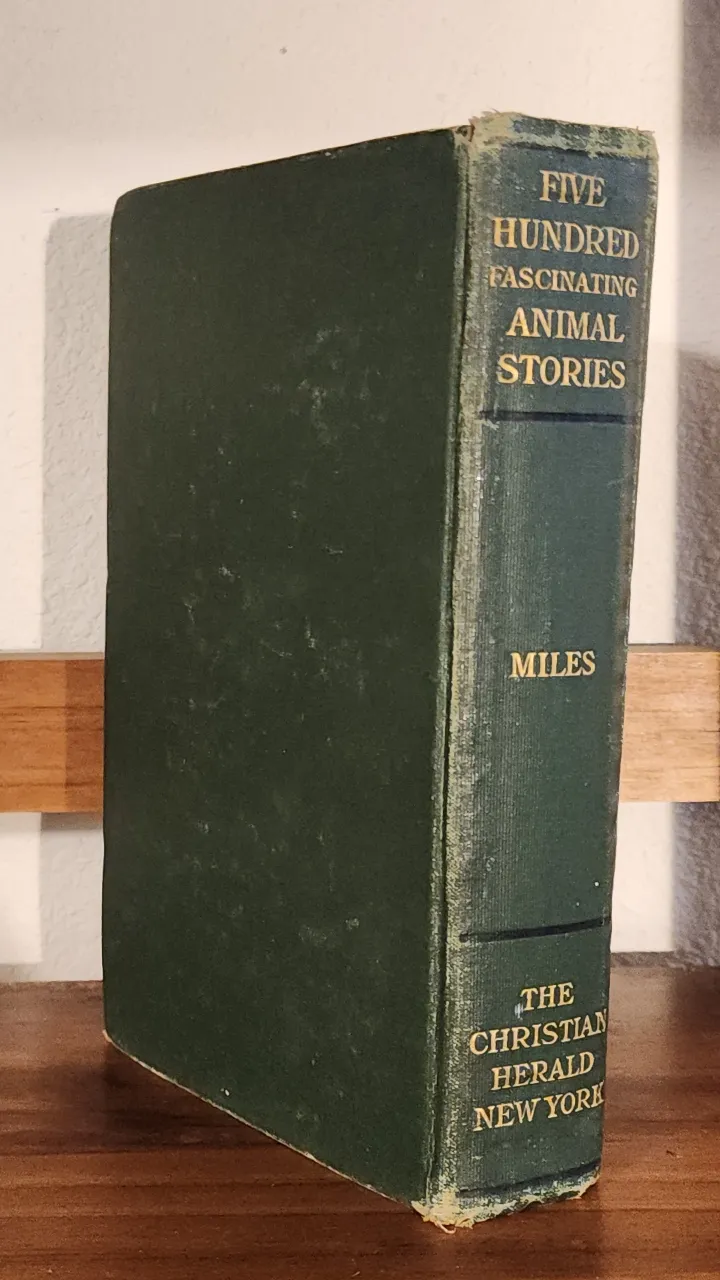 FIVE
HUNDRED
FASCINATING
ANIMAL
STORIES
MILES
THE
CHRISTIAN
HERALD
NEW YORK